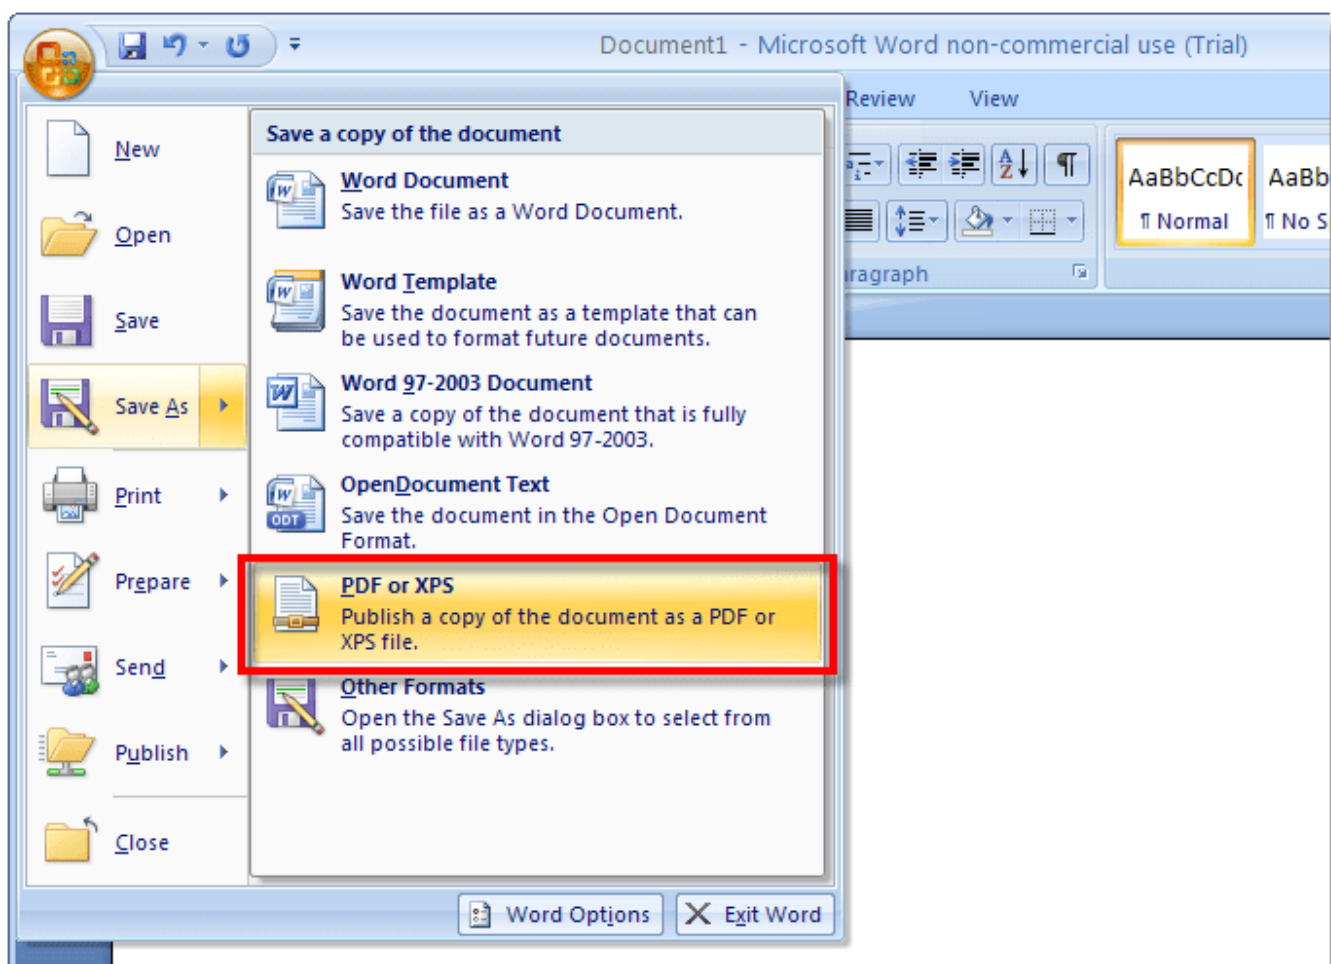 Document1 - Microsoft Word non-commercial use (Trial)
Review View
New
Open
Save
Save As
Print
Prepare
Send
Publish
Close
Save a copy of the document
Word Document
Save the file as a Word Document.
Word Template
Save the document as a template that can
be used to format future documents.
Word 97-2003 Document
Save a copy of the document that is fully
compatible with Word 97-2003.
OpenDocument Text
ODT
Save the document in the Open Document
Format.
PDF or XPS
Publish a copy of the document as a PDF or
XPS file.
Other Formats
Open the Save As dialog box to select from
all possible file types.
AaBbCcDc AaBb
¶ Normal ¶ No S
aragraph
Word Options Exit Word